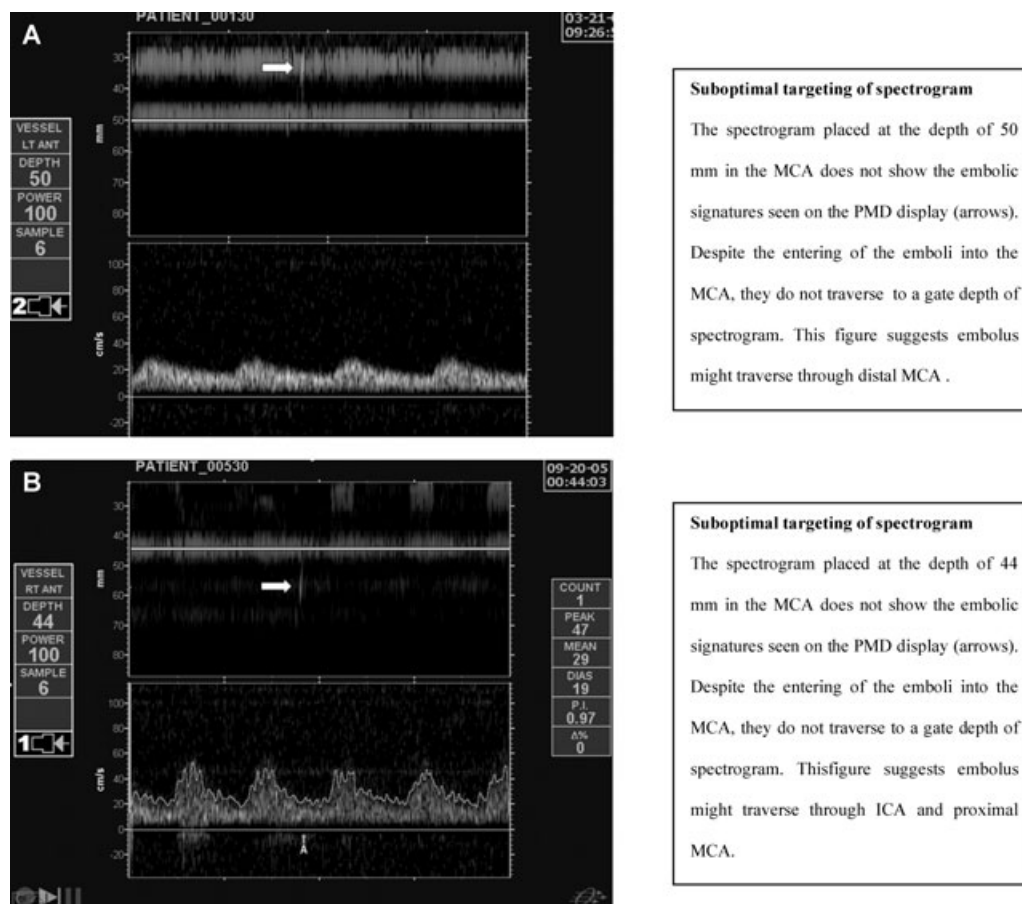 A
PATIENT_00130
03-21-
09:26:
30
40
50
60
70
80
mm
VESSEL
LT ANT
DEPTH
50
POWER
100
SAMPLE
6
2
100
80
60
40
20
0
-20
cm/s
Suboptimal targeting of spectrogram
The spectrogram placed at the depth of 50
mm in the MCA does not show the embolic
signatures seen on the PMD display (arrows).
Despite the entering of the emboli into the
MCA, they do not traverse to a gate depth of
spectrogram. This figure suggests embolus
might traverse through distal MCA .
B
PATIENT_00530
09-20-05
00:44:03
30
40
50
60
70
80
mm
VESSEL
RT ANT
DEPTH
44
POWER
100
SAMPLE
6
1
COUNT
1
PEAK
47
MEAN
29
DIAS
19
P.I.
0.97
Δ%
0
100
80
60
40
20
0
-20
cm/s
A
Suboptimal targeting of spectrogram
The spectrogram placed at the depth of 44
mm in the MCA does not show the embolic
signatures seen on the PMD display (arrows).
Despite the entering of the emboli into the
MCA, they do not traverse to a gate depth of
spectrogram. Thisfigure suggests embolus
might traverse through ICA and proximal
MCA.